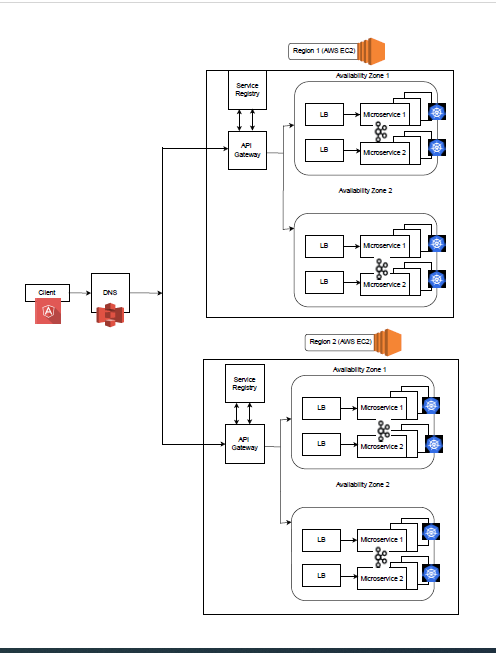 Region 1 (AWS EC2)
Availability Zone 1
Service
Registry
LB
Microservice 1
API
Gateway
LB
Microservice 2
Availability Zone 2
LB
Microservice 1
LB
Microservice 2
Client
DNS
Region 2 (AWS EC2)
Availability Zone 1
Service
Registry
LB
Microservice 1
API
Gateway
LB
Microservice 2
Availability Zone 2
LB
Microservice 1
LB
Microservice 2